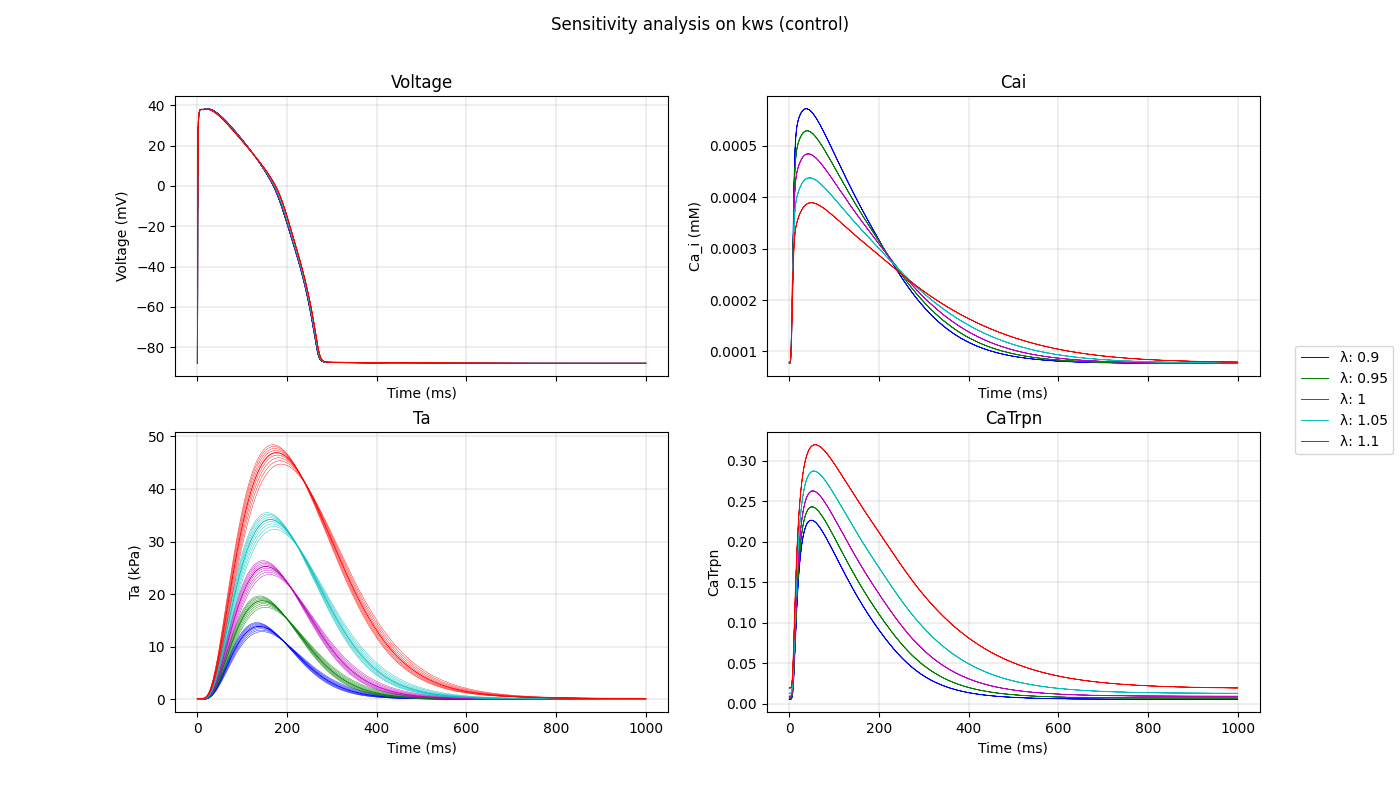 Sensitivity analysis on kws (control)
Voltage
40
20
0
−20
−40
−60
−80
Voltage (mV)
Time (ms)
Cai
0.0005
0.0004
0.0003
0.0002
0.0001
Ca_i (mM)
Time (ms)
λ: 0.9
λ: 0.95
λ: 1
λ: 1.05
λ: 1.1
Ta
50
40
30
20
10
0
Ta (kPa)
0 200 400 600 800 1000
Time (ms)
CaTrpn
0.30
0.25
0.20
0.15
0.10
0.05
0.00
CaTrpn
0 200 400 600 800 1000
Time (ms)